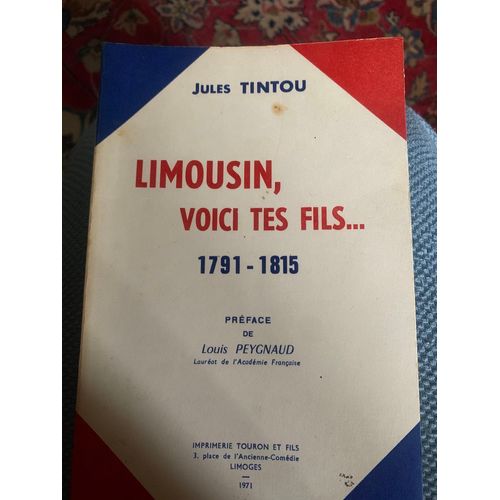 JULES TINTOU
LIMOUSIN,
VOICI TES FILS...
1791 - 1815
PRÉFACE
DE
Louis PEYGNAUD
Lauréat de l'Académie Française
IMPRIMERIE TOURON ET FILS
3, place de l'Ancienne-Comédie
LIMOGES
—
1971